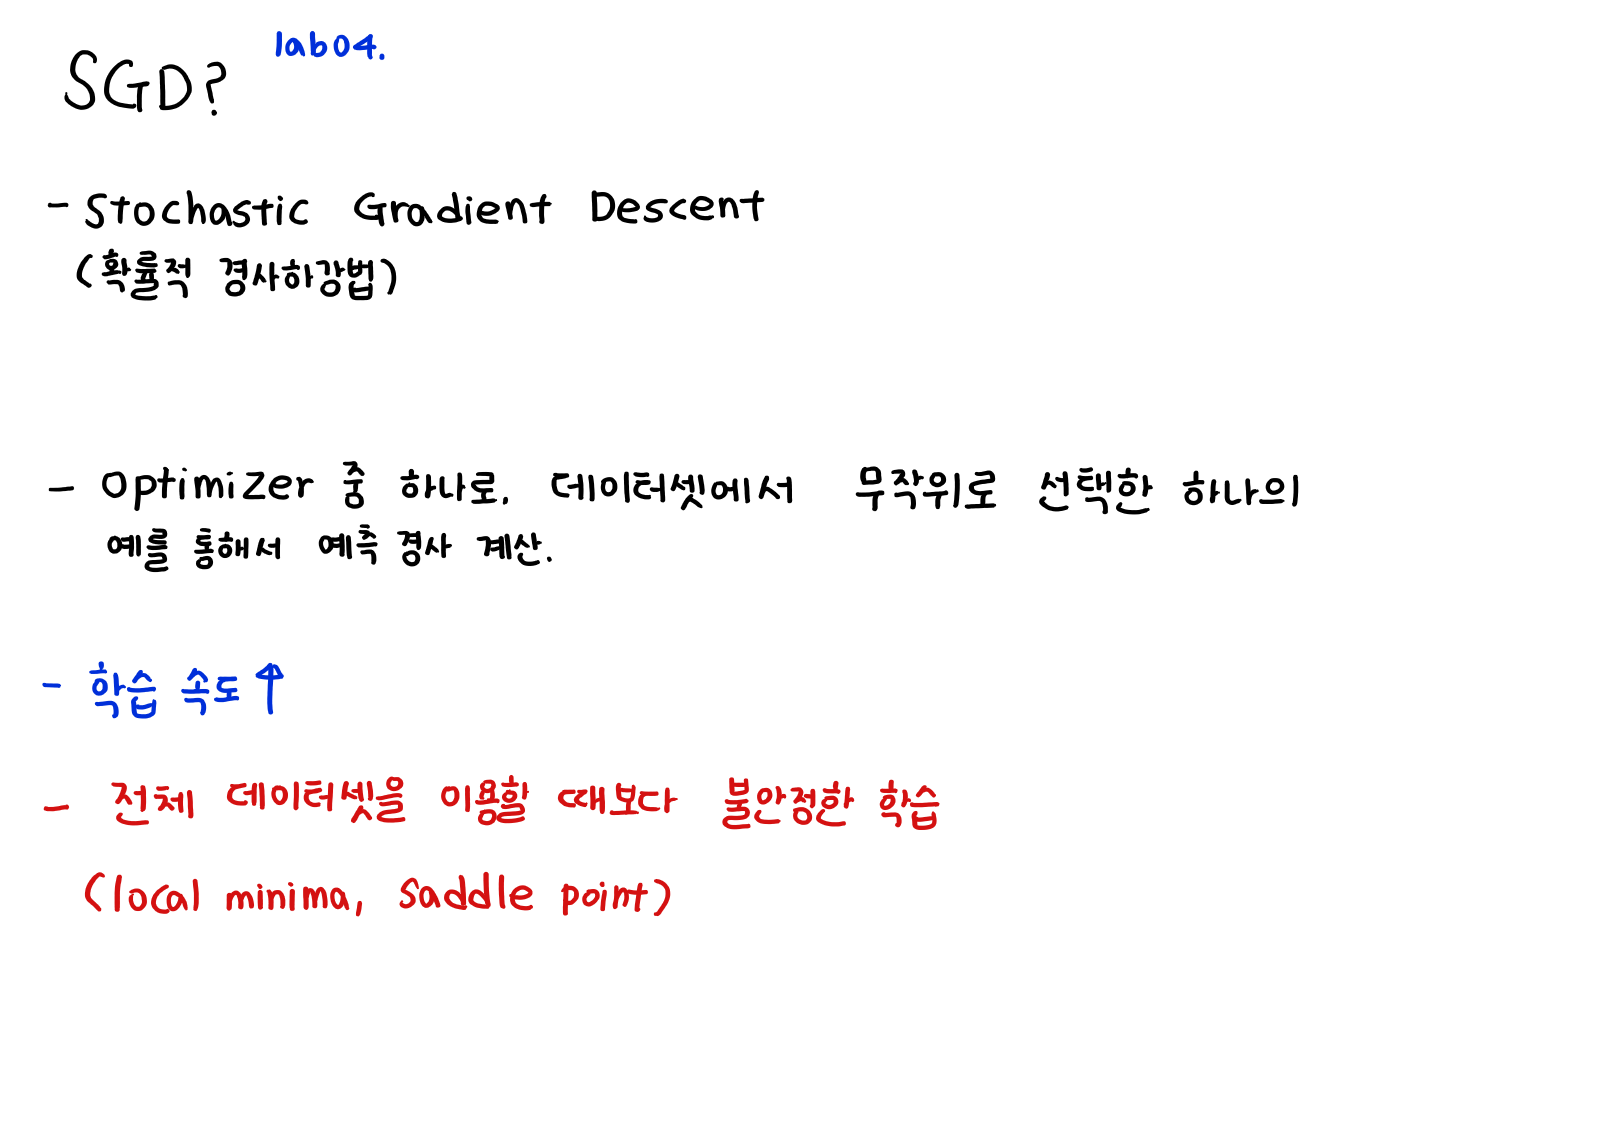 SGD?
lab04.
- Stochastic Gradient Descent
(확률적 경사하강법)
- Optimizer 중 하나로, 데이터셋에서 무작위로 선택한 하나의
예를 통해서 예측 경사 계산.
- 학습 속도 ↑
- 전체 데이터셋을 이용할 때보다 불안정한 학습
(local minima, Saddle point)